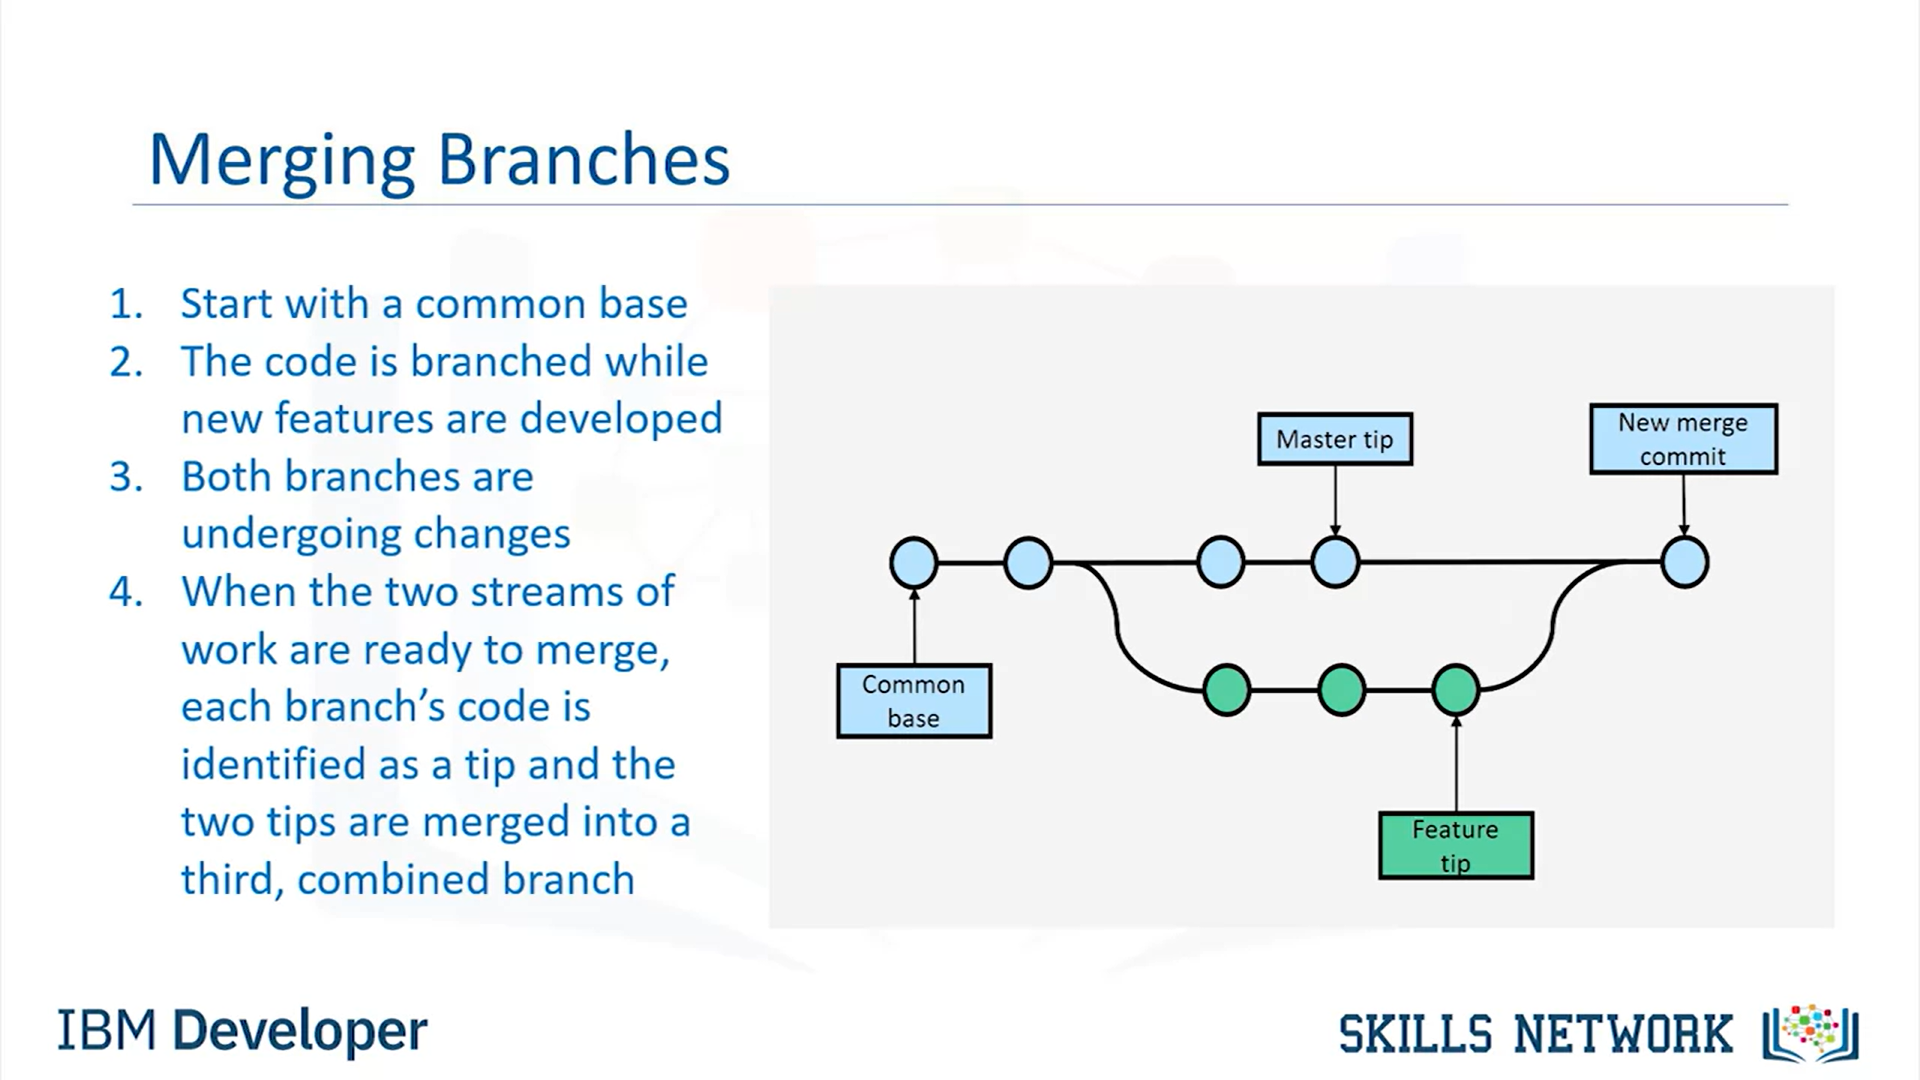 Merging Branches
1. Start with a common base
2. The code is branched while
new features are developed
3. Both branches are
undergoing changes
4. When the two streams of
work are ready to merge,
each branch’s code is
identified as a tip and the
two tips are merged into a
third, combined branch
Master tip
New merge
commit
Common
base
Feature
tip
IBM Developer
SKILLS NETWORK